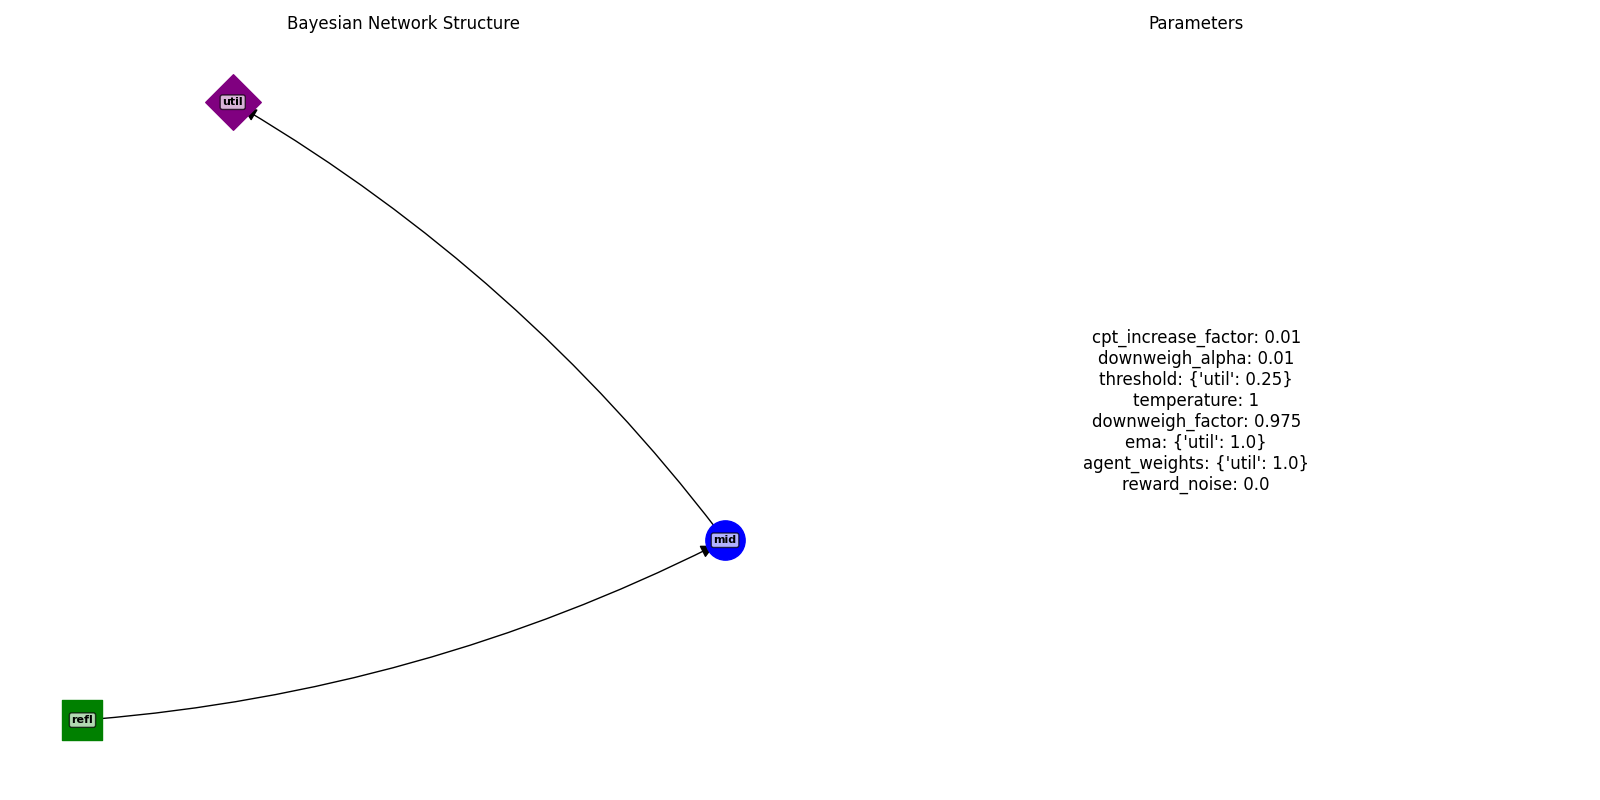 Bayesian Network Structure
util
mid
refl
Parameters
cpt_increase_factor: 0.01
downweigh_alpha: 0.01
threshold: {'util': 0.25}
temperature: 1
downweigh_factor: 0.975
ema: {'util': 1.0}
agent_weights: {'util': 1.0}
reward_noise: 0.0